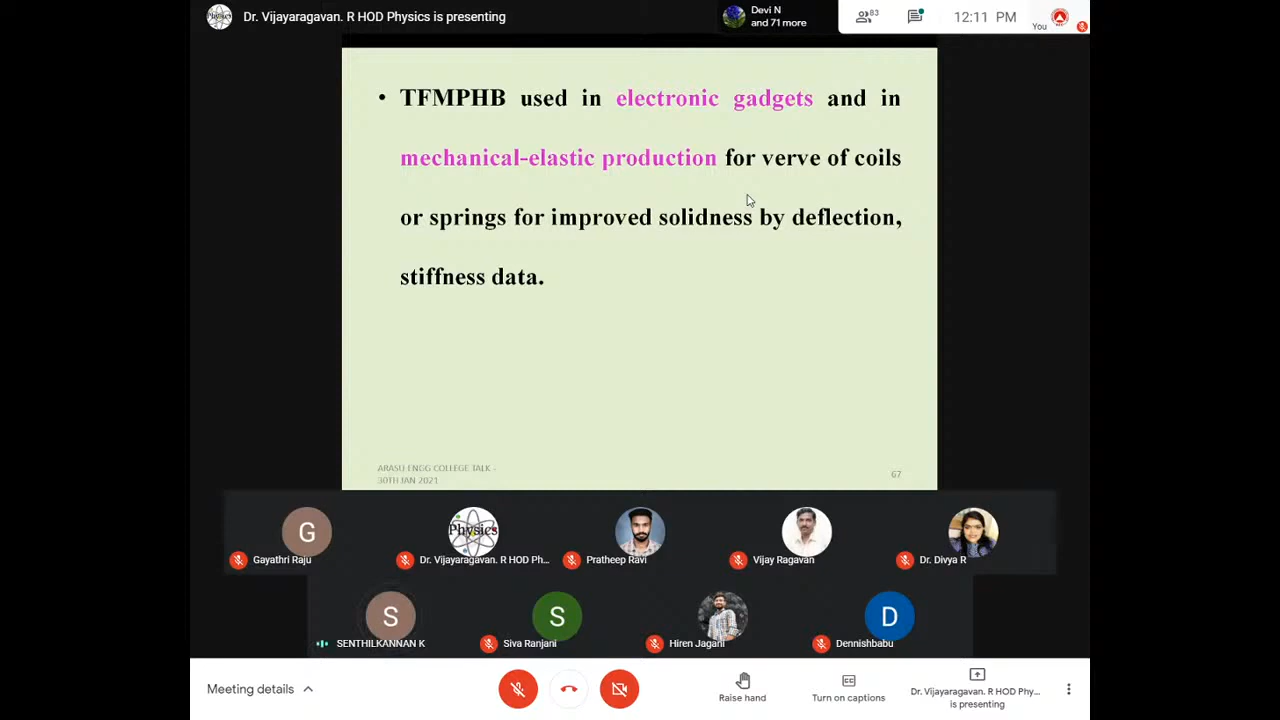 Dr. Vijayaragavan. R HOD Physics is presenting
Devi N
and 71 more
83
12:11 PM
You
• TFMPHB used in electronic gadgets and in
mechanical-elastic production for verve of coils
or springs for improved solidness by deflection,
stiffness data.
ARASU ENGG COLLEGE TALK -
30TH JAN 2021
67
G
Physics
S
S
D
Gayathri Raju
Dr. Vijayaragavan. R HOD Ph...
Pratheep Ravi
Vijay Ragavan
Dr. Divya R
SENTHILKANNAN K
Siva Ranjani
Hiren Jagani
Dennishbabu
Meeting details
Raise hand
CC
Turn on captions
Dr. Vijayaragavan. R HOD Phy...
is presenting